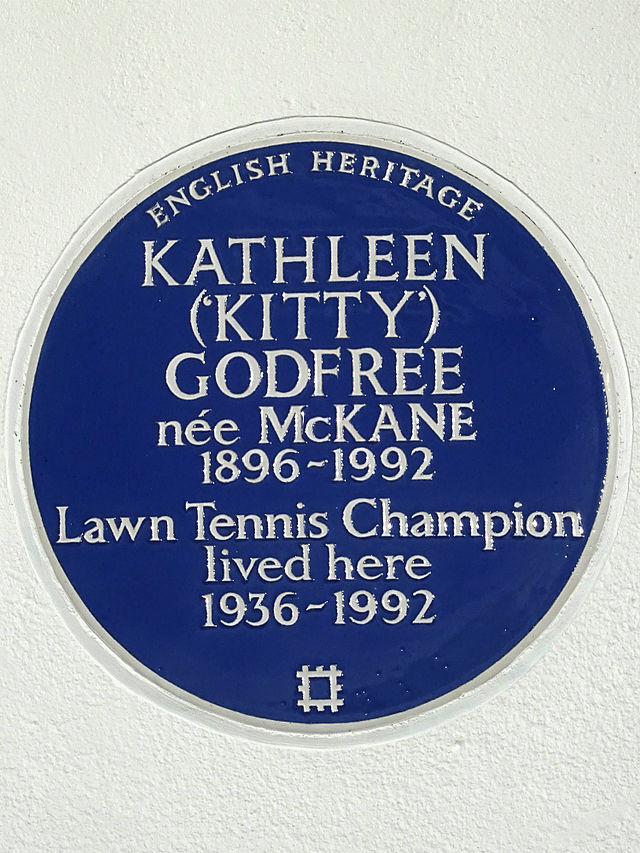 ENGLISH HERITAGE
KATHLEEN
('KITTY')
GODFREE
née McKANE
1896~1992
Lawn Tennis Champion
lived here
1936~1992